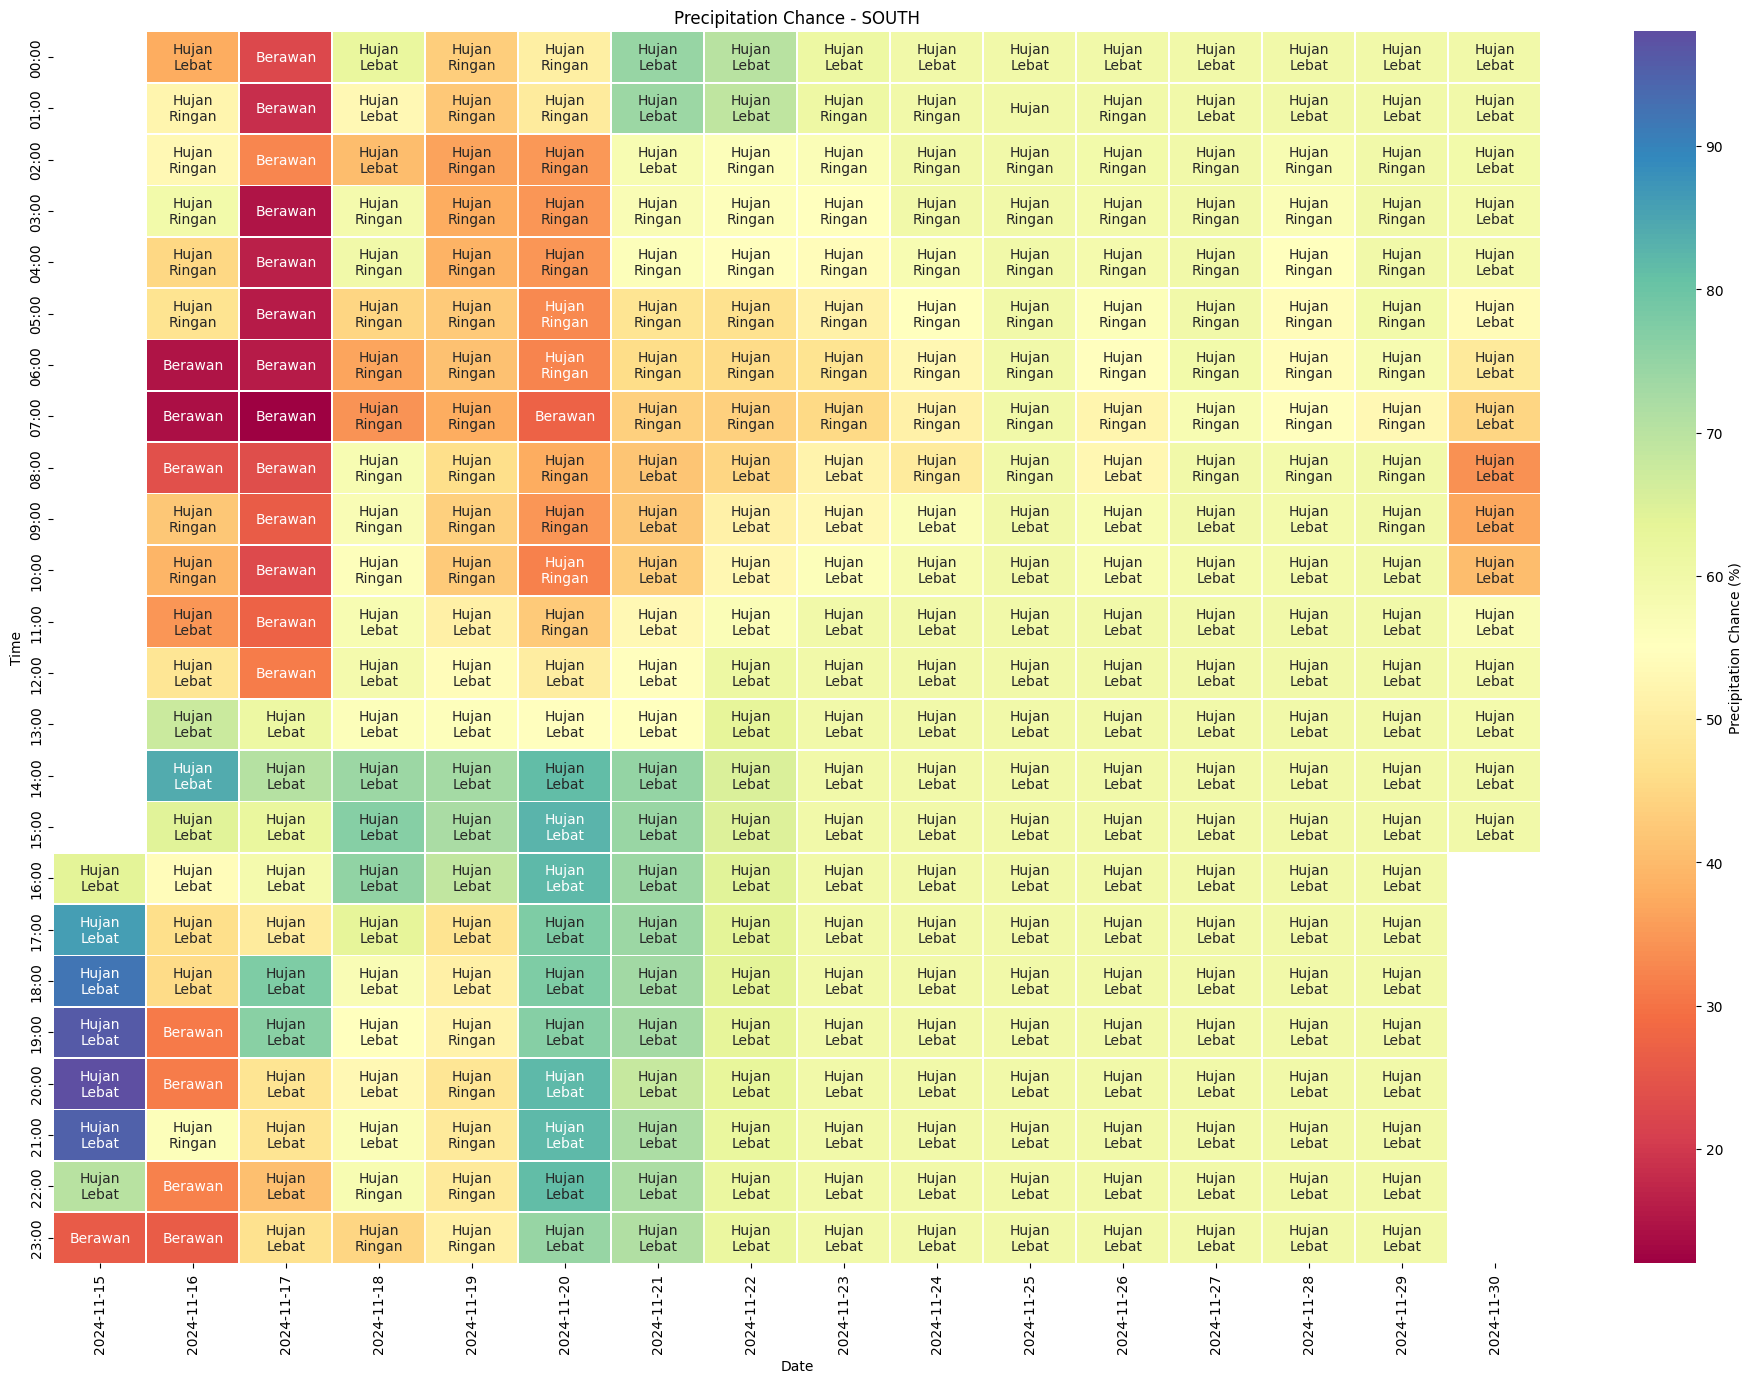 Precipitation Chance - SOUTH
00:00 Hujan Lebat Berawan Hujan Lebat Hujan Ringan Hujan Ringan Hujan Lebat Hujan Lebat Hujan Lebat Hujan Lebat Hujan Lebat Hujan Lebat Hujan Lebat Hujan Lebat Hujan Lebat Hujan Lebat
01:00 Hujan Ringan Berawan Hujan Lebat Hujan Ringan Hujan Ringan Hujan Lebat Hujan Lebat Hujan Ringan Hujan Ringan Hujan Hujan Ringan Hujan Lebat Hujan Lebat Hujan Lebat Hujan Lebat
02:00 Hujan Ringan Berawan Hujan Lebat Hujan Ringan Hujan Ringan Hujan Lebat Hujan Ringan Hujan Ringan Hujan Ringan Hujan Ringan Hujan Ringan Hujan Ringan Hujan Ringan Hujan Ringan Hujan Lebat
03:00 Hujan Ringan Berawan Hujan Ringan Hujan Ringan Hujan Ringan Hujan Ringan Hujan Ringan Hujan Ringan Hujan Ringan Hujan Ringan Hujan Ringan Hujan Ringan Hujan Ringan Hujan Ringan Hujan Lebat
04:00 Hujan Ringan Berawan Hujan Ringan Hujan Ringan Hujan Ringan Hujan Ringan Hujan Ringan Hujan Ringan Hujan Ringan Hujan Ringan Hujan Ringan Hujan Ringan Hujan Ringan Hujan Ringan Hujan Lebat
05:00 Hujan Ringan Berawan Hujan Ringan Hujan Ringan Hujan Ringan Hujan Ringan Hujan Ringan Hujan Ringan Hujan Ringan Hujan Ringan Hujan Ringan Hujan Ringan Hujan Ringan Hujan Ringan Hujan Lebat
06:00 Berawan Berawan Hujan Ringan Hujan Ringan Hujan Ringan Hujan Ringan Hujan Ringan Hujan Ringan Hujan Ringan Hujan Ringan Hujan Ringan Hujan Ringan Hujan Ringan Hujan Ringan Hujan Lebat
07:00 Berawan Berawan Hujan Ringan Hujan Ringan Berawan Hujan Ringan Hujan Ringan Hujan Ringan Hujan Ringan Hujan Ringan Hujan Ringan Hujan Ringan Hujan Ringan Hujan Ringan Hujan Lebat
08:00 Berawan Berawan Hujan Ringan Hujan Ringan Hujan Ringan Hujan Lebat Hujan Lebat Hujan Lebat Hujan Ringan Hujan Ringan Hujan Lebat Hujan Ringan Hujan Ringan Hujan Ringan Hujan Lebat
09:00 Hujan Ringan Berawan Hujan Ringan Hujan Ringan Hujan Ringan Hujan Lebat Hujan Lebat Hujan Lebat Hujan Lebat Hujan Lebat Hujan Lebat Hujan Lebat Hujan Lebat Hujan Ringan Hujan Lebat
10:00 Hujan Ringan Berawan Hujan Ringan Hujan Ringan Hujan Ringan Hujan Lebat Hujan Lebat Hujan Lebat Hujan Lebat Hujan Lebat Hujan Lebat Hujan Lebat Hujan Lebat Hujan Lebat Hujan Lebat
11:00 Hujan Lebat Berawan Hujan Lebat Hujan Lebat Hujan Ringan Hujan Lebat Hujan Lebat Hujan Lebat Hujan Lebat Hujan Lebat Hujan Lebat Hujan Lebat Hujan Lebat Hujan Lebat Hujan Lebat
12:00 Hujan Lebat Berawan Hujan Lebat Hujan Lebat Hujan Lebat Hujan Lebat Hujan Lebat Hujan Lebat Hujan Lebat Hujan Lebat Hujan Lebat Hujan Lebat Hujan Lebat Hujan Lebat Hujan Lebat
13:00 Hujan Lebat Hujan Lebat Hujan Lebat Hujan Lebat Hujan Lebat Hujan Lebat Hujan Lebat Hujan Lebat Hujan Lebat Hujan Lebat Hujan Lebat Hujan Lebat Hujan Lebat Hujan Lebat Hujan Lebat
14:00 Hujan Lebat Hujan Lebat Hujan Lebat Hujan Lebat Hujan Lebat Hujan Lebat Hujan Lebat Hujan Lebat Hujan Lebat Hujan Lebat Hujan Lebat Hujan Lebat Hujan Lebat Hujan Lebat Hujan Lebat
15:00 Hujan Lebat Hujan Lebat Hujan Lebat Hujan Lebat Hujan Lebat Hujan Lebat Hujan Lebat Hujan Lebat Hujan Lebat Hujan Lebat Hujan Lebat Hujan Lebat Hujan Lebat Hujan Lebat Hujan Lebat
16:00 Hujan Lebat Hujan Lebat Hujan Lebat Hujan Lebat Hujan Lebat Hujan Lebat Hujan Lebat Hujan Lebat Hujan Lebat Hujan Lebat Hujan Lebat Hujan Lebat Hujan Lebat Hujan Lebat Hujan Lebat
17:00 Hujan Lebat Hujan Lebat Hujan Lebat Hujan Lebat Hujan Lebat Hujan Lebat Hujan Lebat Hujan Lebat Hujan Lebat Hujan Lebat Hujan Lebat Hujan Lebat Hujan Lebat Hujan Lebat Hujan Lebat
18:00 Hujan Lebat Hujan Lebat Hujan Lebat Hujan Lebat Hujan Lebat Hujan Lebat Hujan Lebat Hujan Lebat Hujan Lebat Hujan Lebat Hujan Lebat Hujan Lebat Hujan Lebat Hujan Lebat Hujan Lebat
19:00 Hujan Lebat Berawan Hujan Lebat Hujan Lebat Hujan Ringan Hujan Lebat Hujan Lebat Hujan Lebat Hujan Lebat Hujan Lebat Hujan Lebat Hujan Lebat Hujan Lebat Hujan Lebat Hujan Lebat
20:00 Hujan Lebat Berawan Hujan Lebat Hujan Lebat Hujan Ringan Hujan Lebat Hujan Lebat Hujan Lebat Hujan Lebat Hujan Lebat Hujan Lebat Hujan Lebat Hujan Lebat Hujan Lebat Hujan Lebat
21:00 Hujan Lebat Hujan Ringan Hujan Lebat Hujan Lebat Hujan Ringan Hujan Lebat Hujan Lebat Hujan Lebat Hujan Lebat Hujan Lebat Hujan Lebat Hujan Lebat Hujan Lebat Hujan Lebat Hujan Lebat
22:00 Hujan Lebat Berawan Hujan Lebat Hujan Ringan Hujan Ringan Hujan Lebat Hujan Lebat Hujan Lebat Hujan Lebat Hujan Lebat Hujan Lebat Hujan Lebat Hujan Lebat Hujan Lebat Hujan Lebat
23:00 Berawan Berawan Hujan Lebat Hujan Ringan Hujan Ringan Hujan Lebat Hujan Lebat Hujan Lebat Hujan Lebat Hujan Lebat Hujan Lebat Hujan Lebat Hujan Lebat Hujan Lebat Hujan Lebat
Time
2024-11-15 2024-11-16 2024-11-17 2024-11-18 2024-11-19 2024-11-20 2024-11-21 2024-11-22 2024-11-23 2024-11-24 2024-11-25 2024-11-26 2024-11-27 2024-11-28 2024-11-29 2024-11-30
Date
90
80
70
60
50
40
30
20
Precipitation Chance (%)